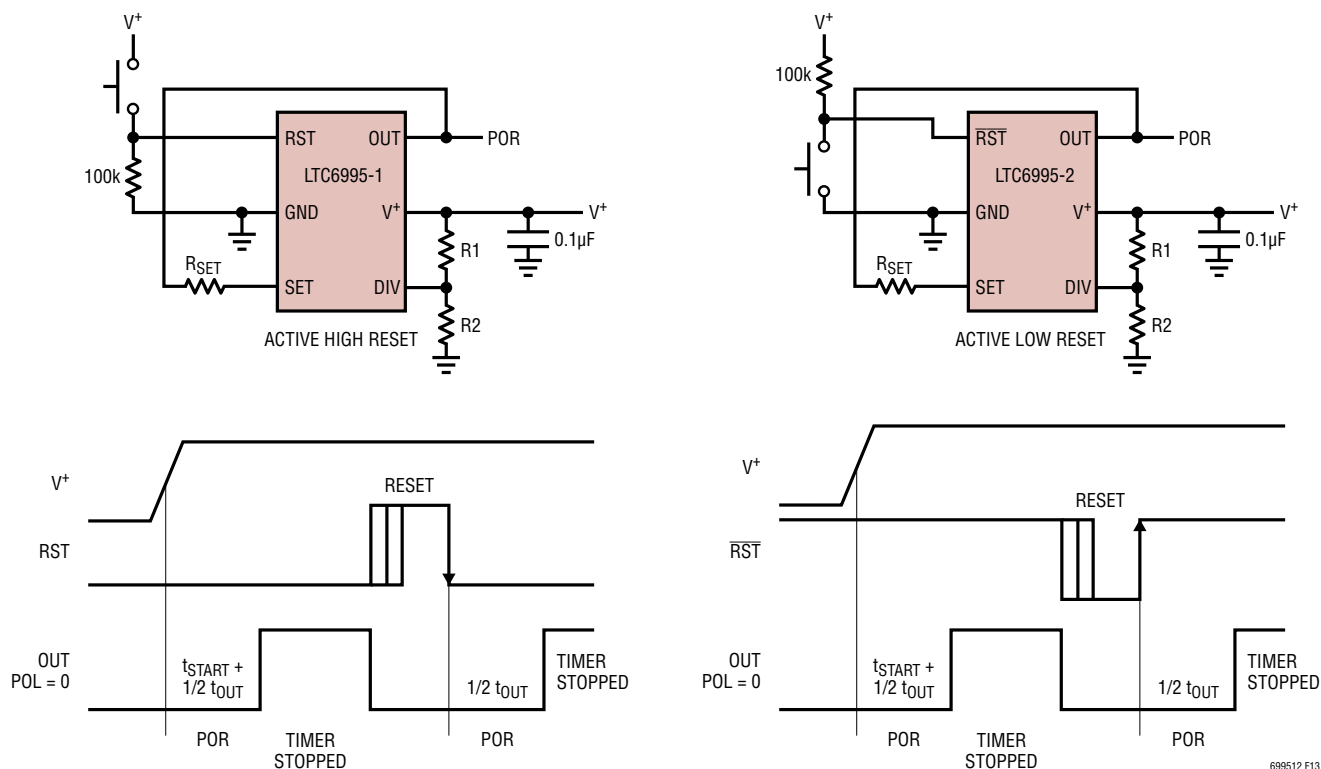 V+
100k
RST
OUT
POR
LTC6995-1
GND
V+
V+
0.1µF
R1
RSET
SET
DIV
R2
ACTIVE HIGH RESET
V+
100k
RST
OUT
POR
LTC6995-2
GND
V+
V+
0.1µF
R1
RSET
SET
DIV
R2
ACTIVE LOW RESET
V+
RESET
RST
OUT
POL = 0
tSTART +
1/2 tOUT
1/2 tOUT
TIMER
STOPPED
POR
TIMER
STOPPED
POR
V+
RESET
RST
OUT
POL = 0
tSTART +
1/2 tOUT
1/2 tOUT
TIMER
STOPPED
POR
TIMER
STOPPED
POR
699512 F13